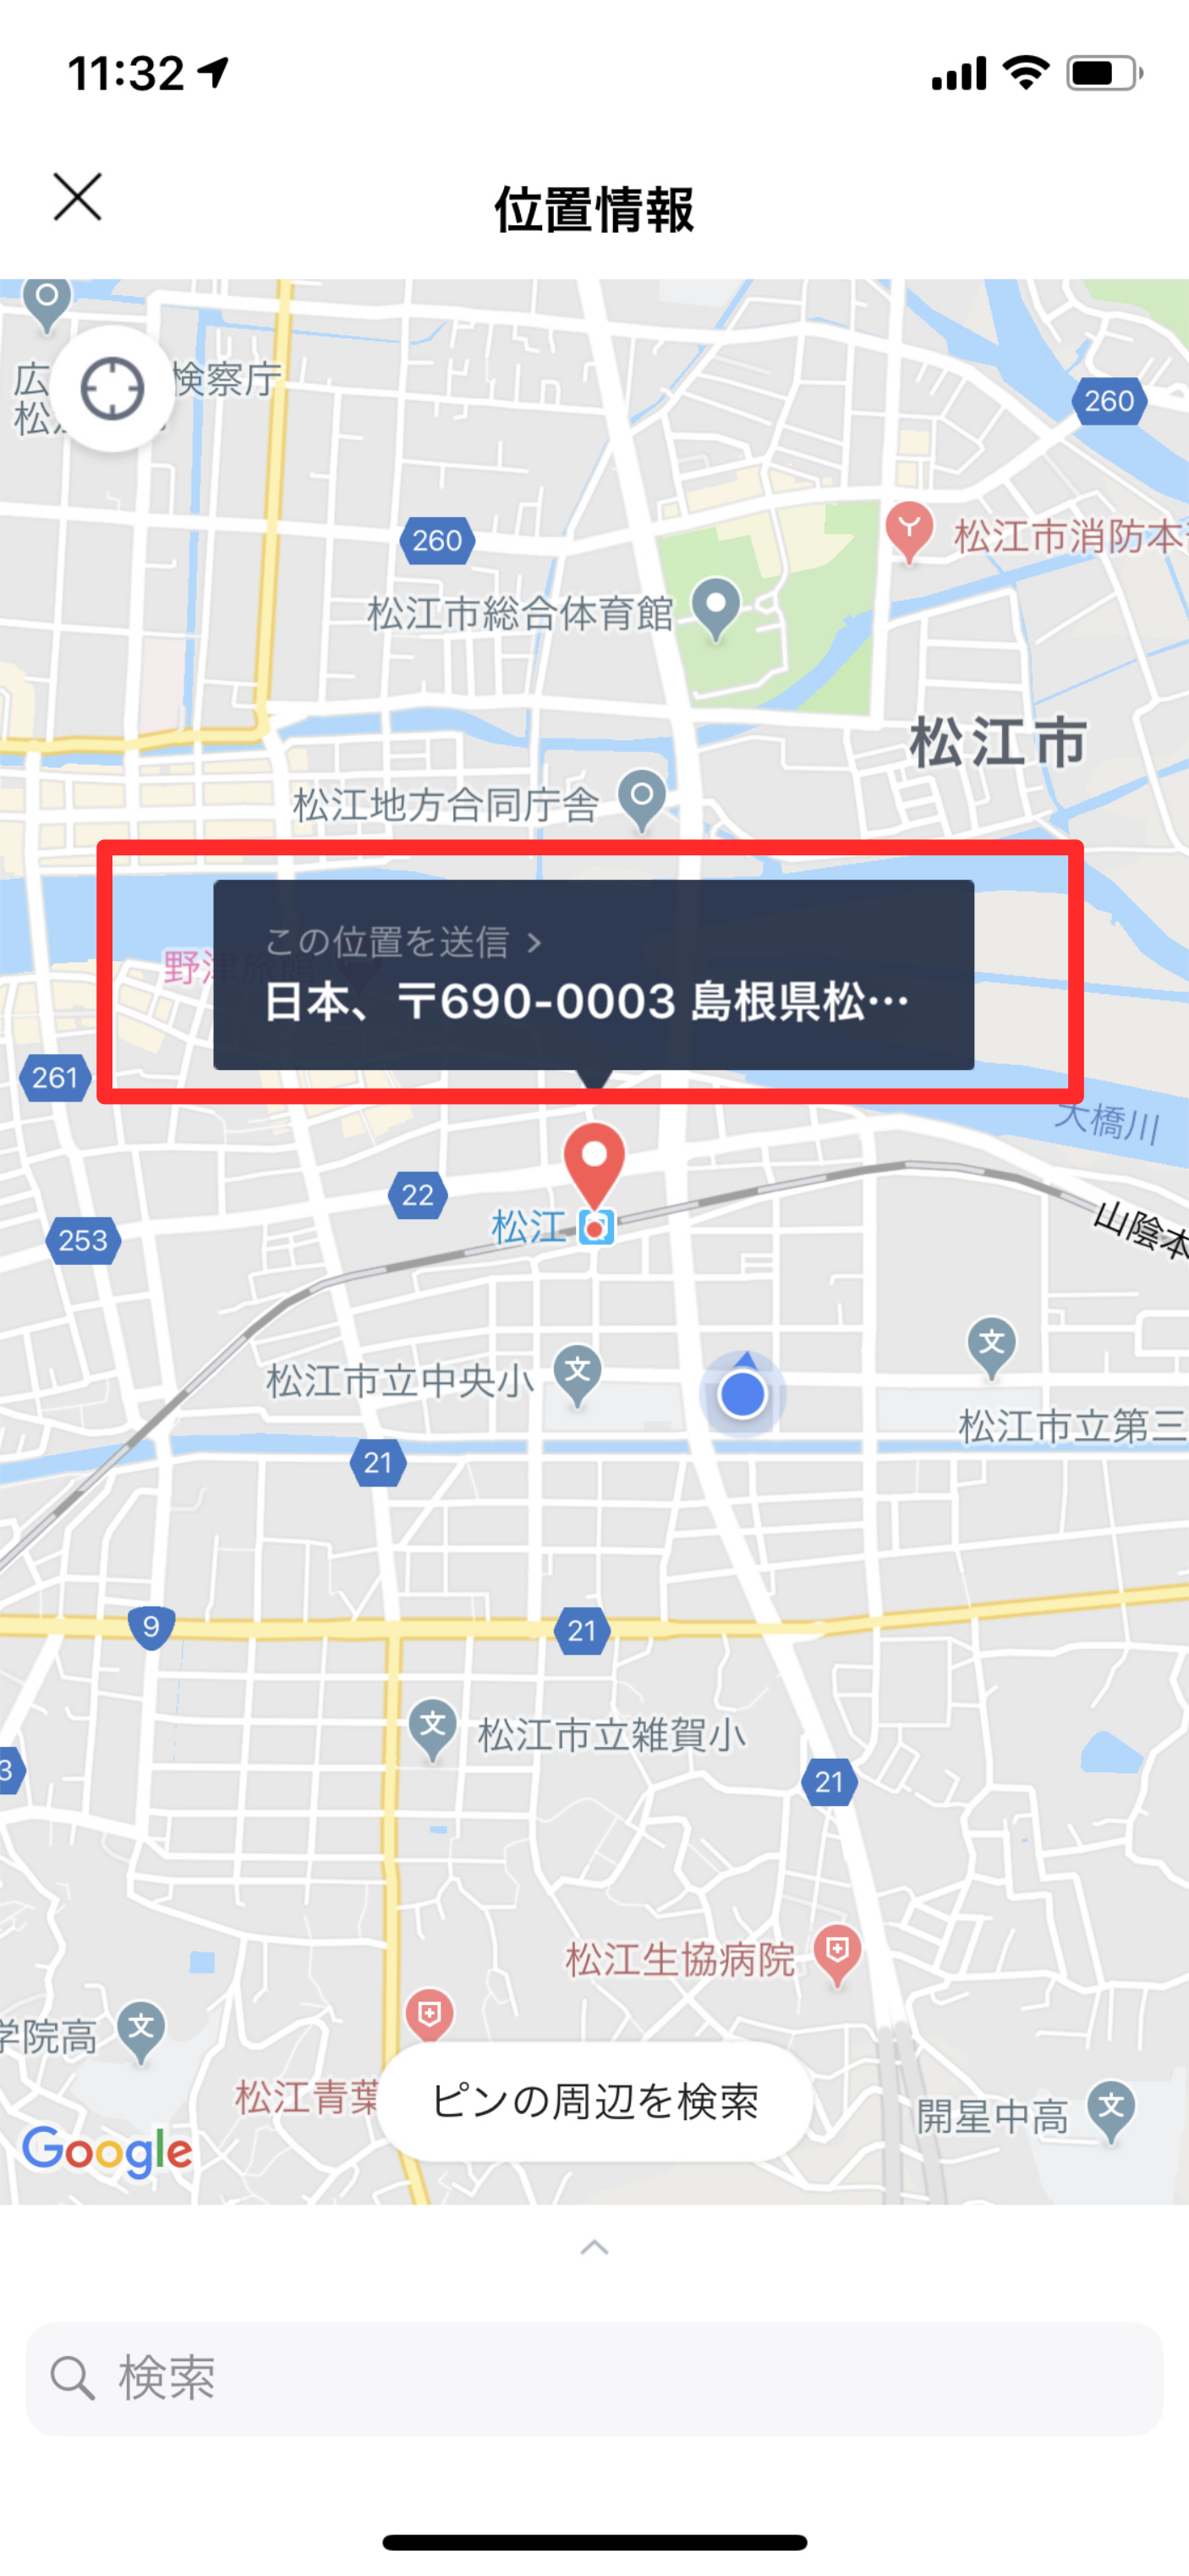 11:32
位置情報
検察庁
260
260
松江市消防本
松江市総合体育館
松江市
松江地方合同庁舎
この位置を送信 >
日本、〒690-0003 島根県松…
261
大橋川
22
松江
253
山陰本
松江市立中央小
松江市立第三
21
9
21
松江市立雑賀小
3
21
松江生協病院
学院高
松江青葉
ピンの周辺を検索
開星中高
Google
検索